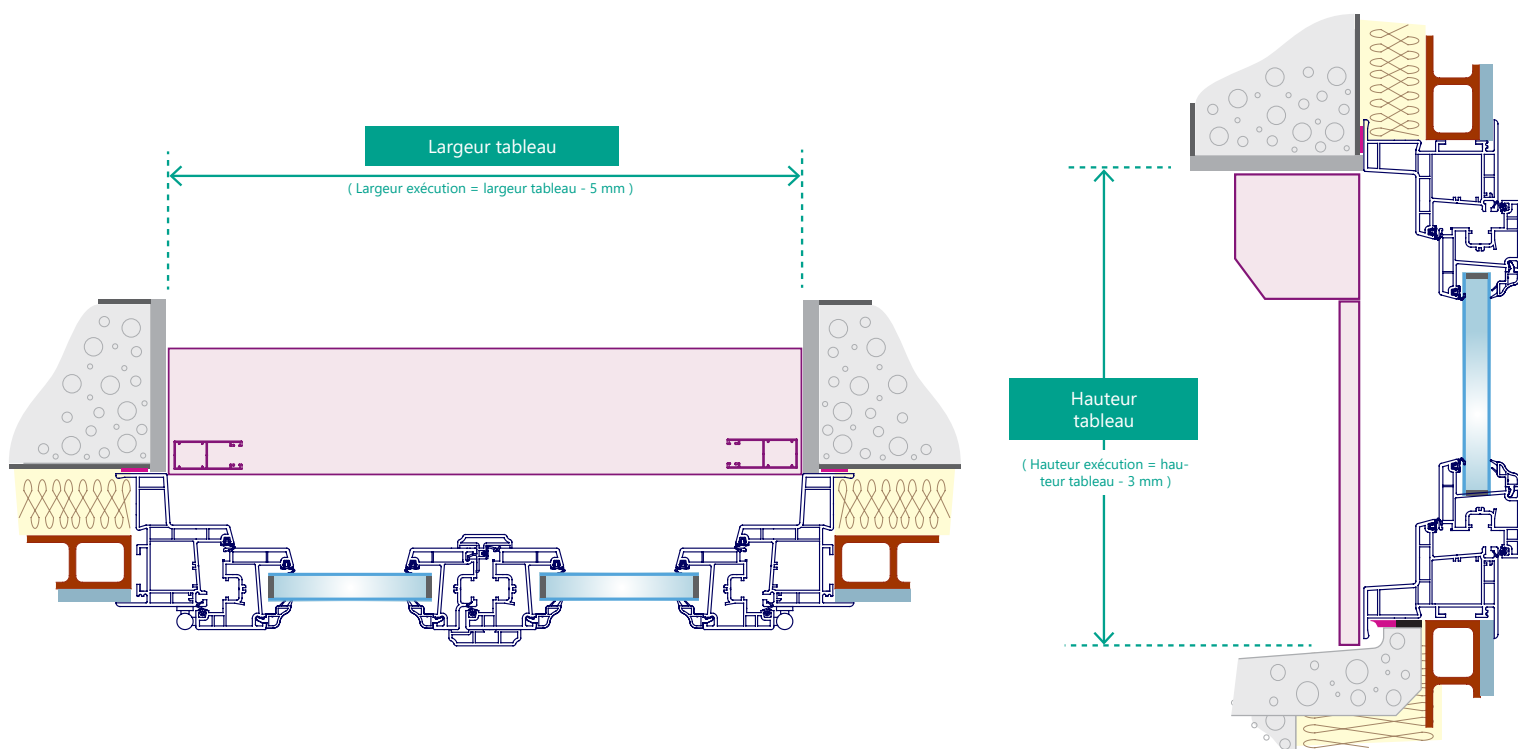 Largeur tableau
( Largeur exécution = largeur tableau - 5 mm )
Hauteur
tableau
( Hauteur exécution = hau-
teur tableau - 3 mm )